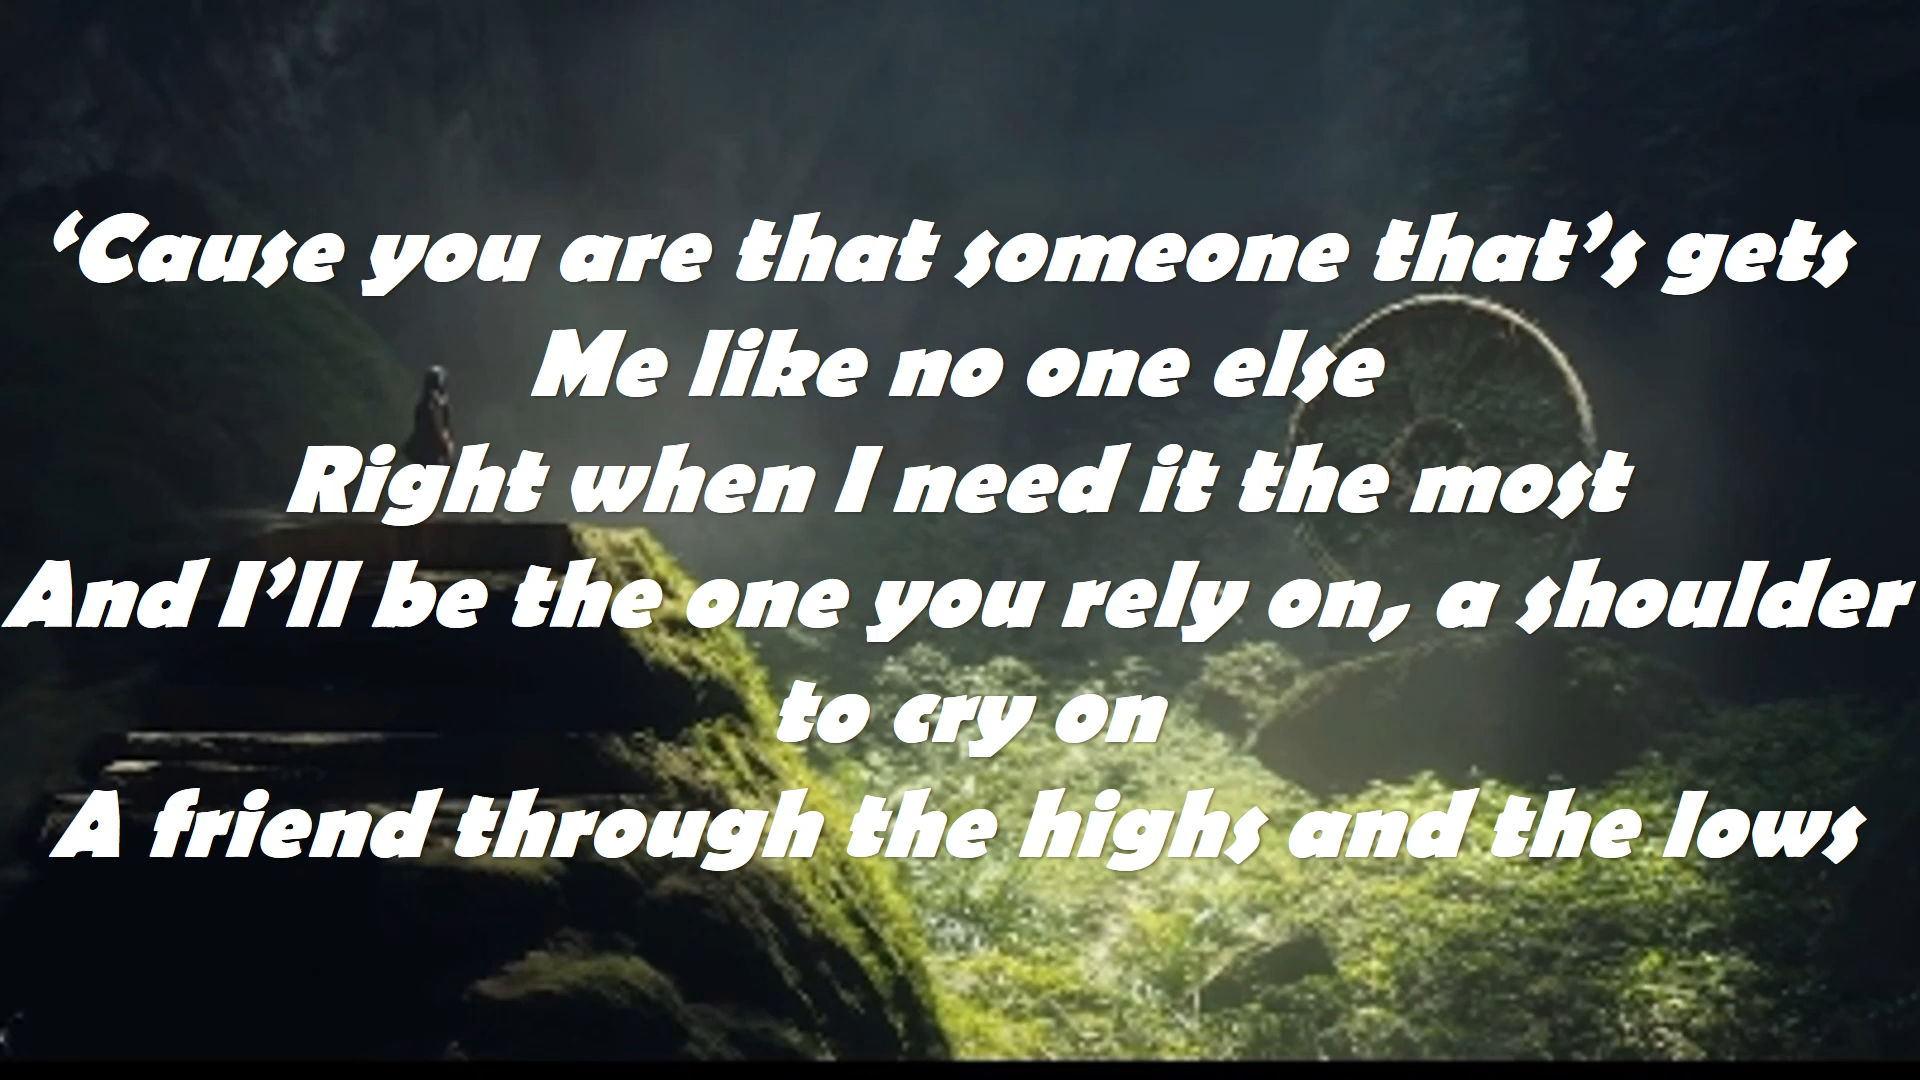 ‘Cause you are that someone that’s gets
Me like no one else
Right when I need it the most
And I’ll be the one you rely on, a shoulder
to cry on
A friend through the highs and the lows